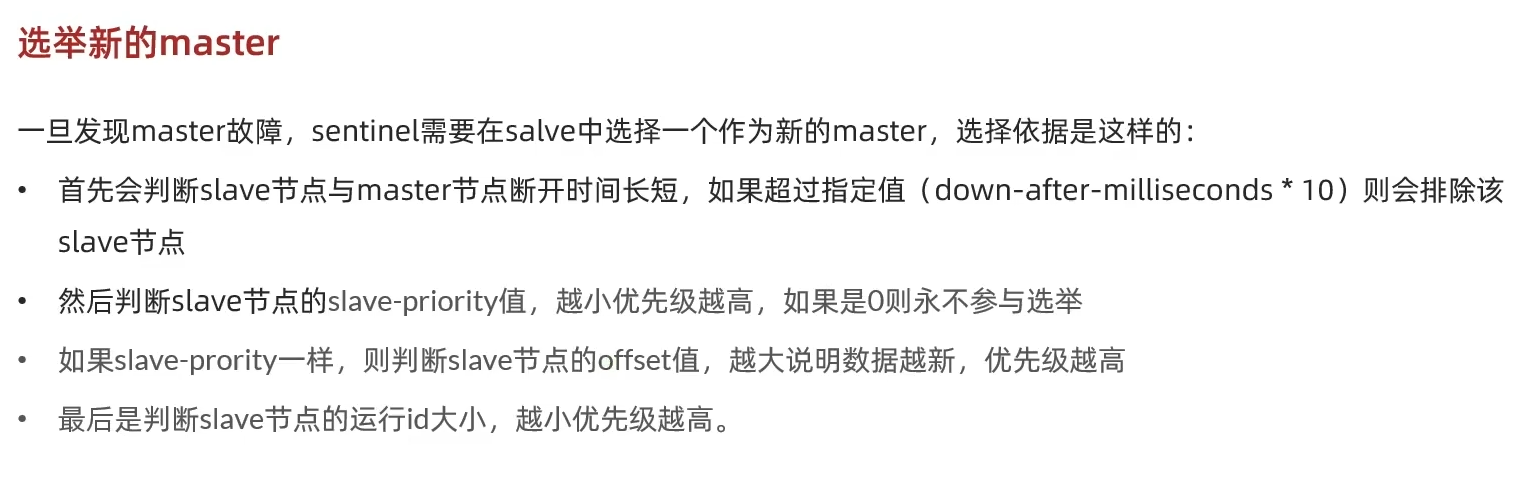 选举新的master
一旦发现master故障，sentinel需要在salve中选择一个作为新的master，选择依据是这样的：
• 首先会判断slave节点与master节点断开时间长短，如果超过指定值（down-after-milliseconds * 10）则会排除该
slave节点
• 然后判断slave节点的slave-priority值，越小优先级越高，如果是0则永不参与选举
• 如果slave-prority一样，则判断slave节点的offset值，越大说明数据越新，优先级越高
• 最后是判断slave节点的运行id大小，越小优先级越高。